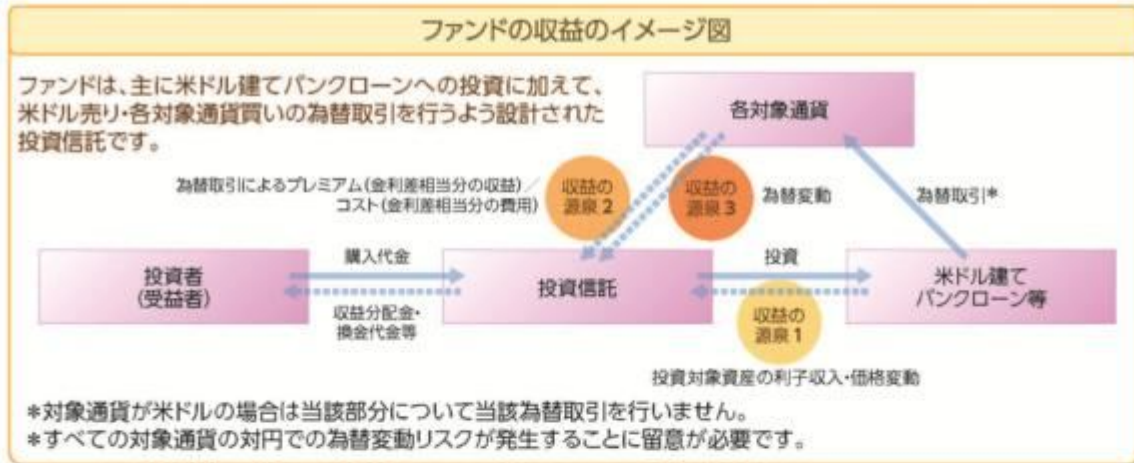 ファンドの収益のイメージ図
ファンドは、主に米ドル建てバンクローンへの投資に加えて、
米ドル売り・各対象通貨買いの為替取引を行うよう設計された
投資信託です。
各対象通貨
為替取引によるプレミアム(金利差相当分の収益)／
コスト(金利差相当分の費用)
収益の
源泉2
収益の
源泉3
為替変動
為替取引*
投資者
(受益者)
購入代金
収益分配金・
換金代金等
投資信託
投資
収益の
源泉1
米ドル建て
バンクローン等
投資対象資産の利子収入・価格変動
*対象通貨が米ドルの場合は当該部分について当該為替取引を行いません。
*すべての対象通貨の対円での為替変動リスクが発生することに留意が必要です。